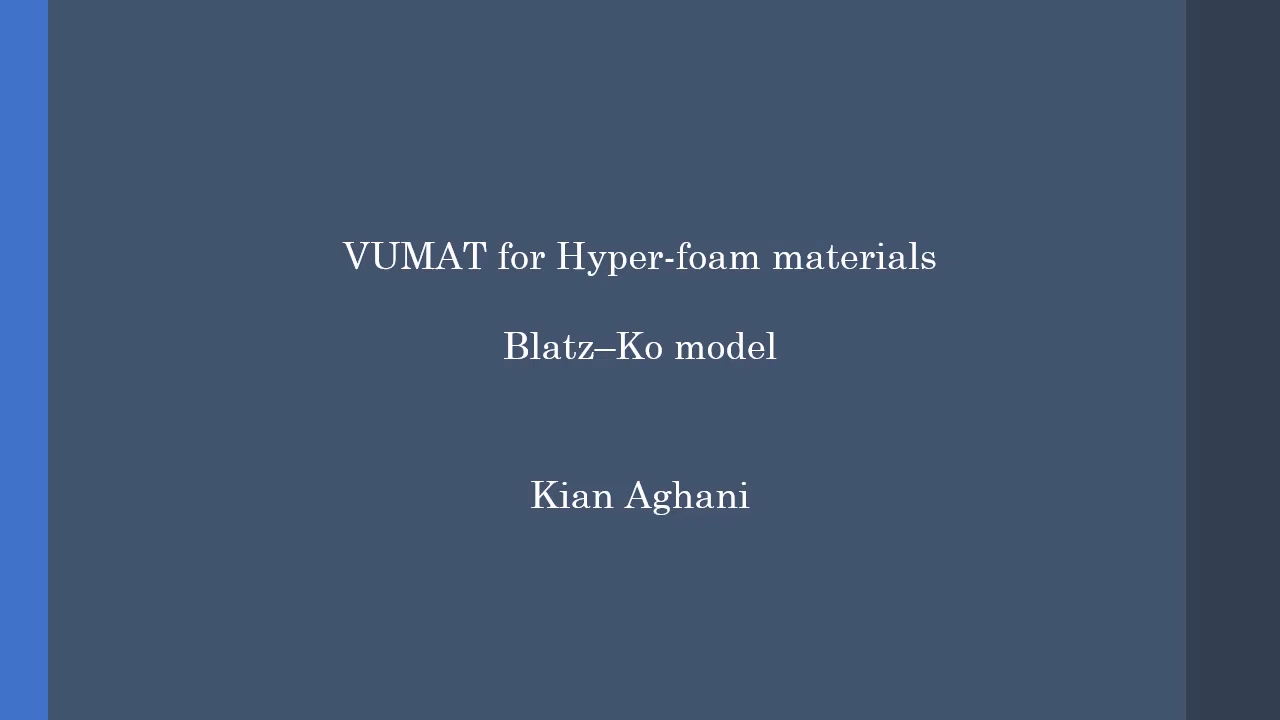 VUMAT for Hyper-foam materials
Blatz–Ko model
Kian Aghani